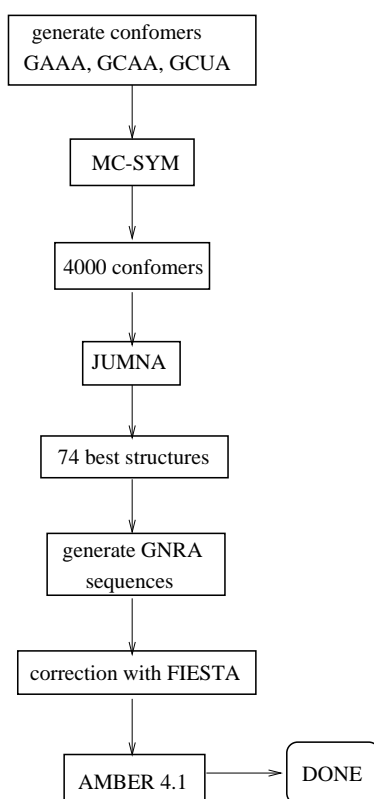 generate confomers
GAAA, GCAA, GCUA
MC-SYM
4000 confomers
JUMNA
74 best structures
generate GNRA
sequences
correction with FIESTA
AMBER 4.1
DONE